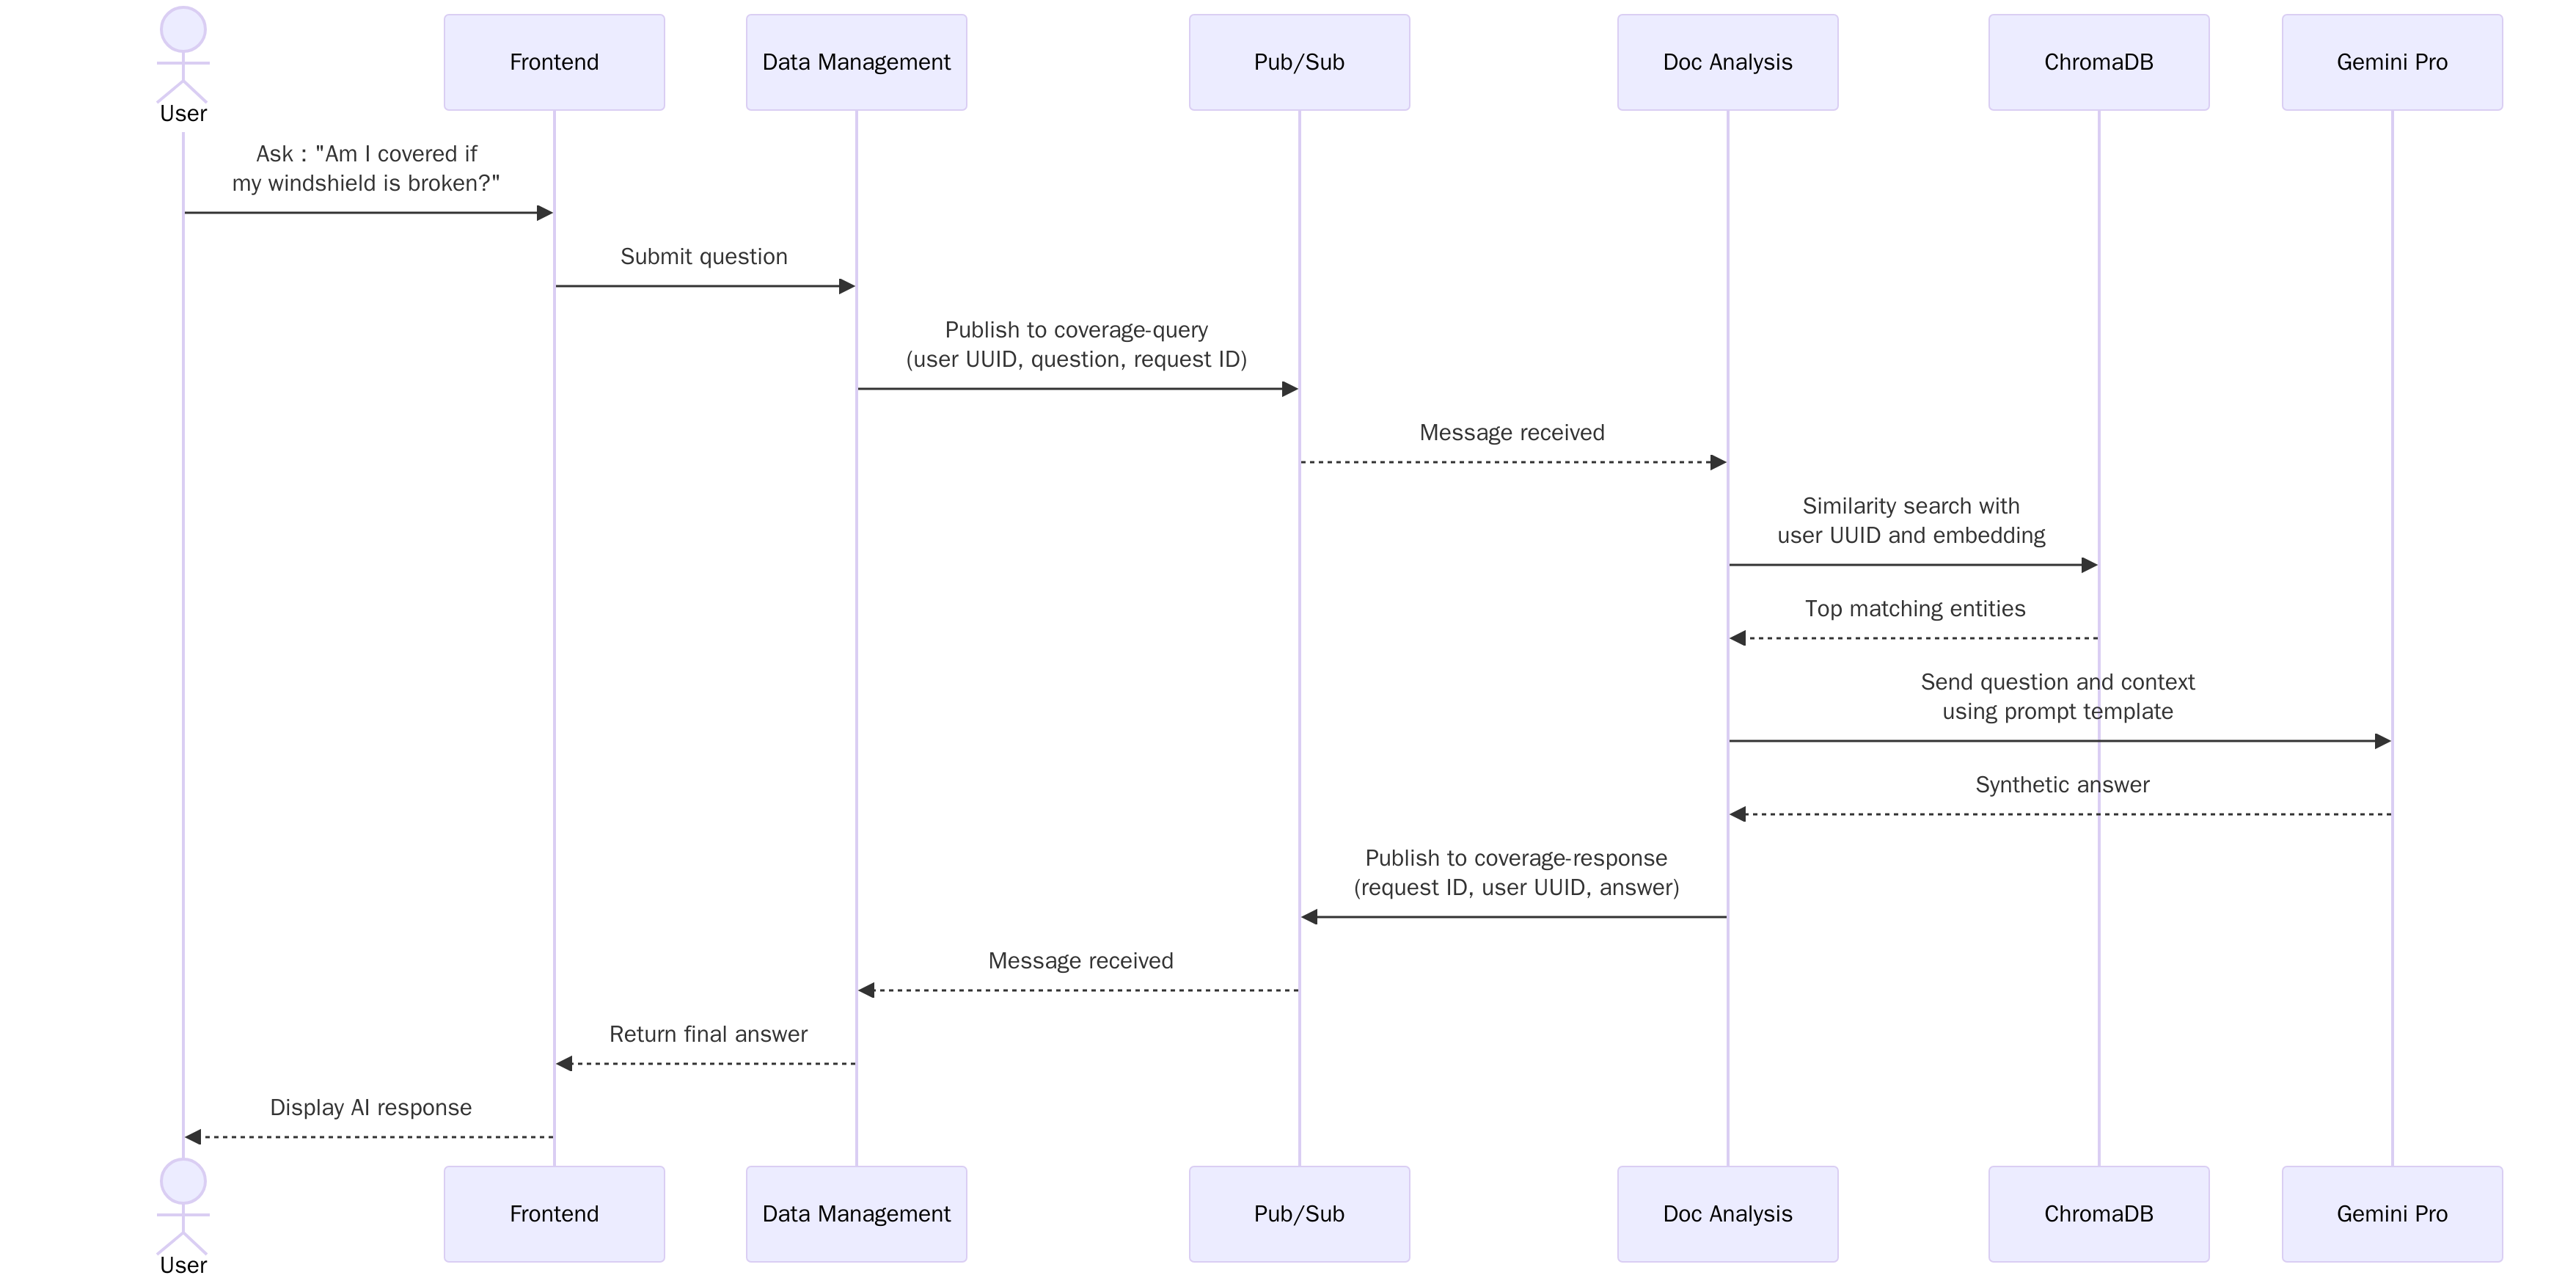 User
Frontend
Data Management
Pub/Sub
Doc Analysis
ChromaDB
Gemini Pro
Ask : "Am I covered if
my windshield is broken?"
Submit question
Publish to coverage-query
(user UUID, question, request ID)
Message received
Similarity search with
user UUID and embedding
Top matching entities
Send question and context
using prompt template
Synthetic answer
Publish to coverage-response
(request ID, user UUID, answer)
Message received
Return final answer
Display AI response
User
Frontend
Data Management
Pub/Sub
Doc Analysis
ChromaDB
Gemini Pro